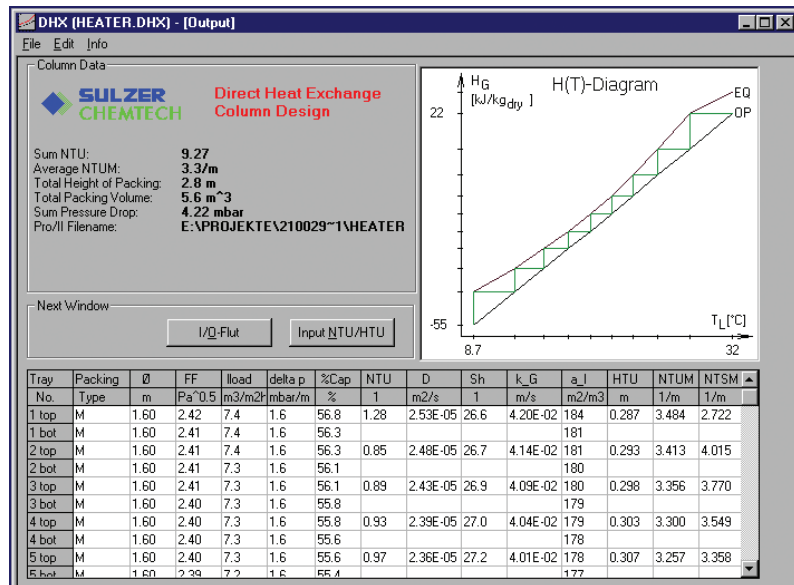 DHX (HEATER.DHX) - [Output]
File Edit Info
Column Data
SULZER
CHEMTECH
Direct Heat Exchange
Column Design
Sum NTU: 9.27
Average NTUM: 3.3/m
Total Height of Packing: 2.8 m
Total Packing Volume: 5.6 m^3
Sum Pressure Drop: 4.22 mbar
Pro/II Filename: E:\PROJEKTE\210029~1\HEATER
Next Window
I/O-Flut Input NTU/HTU
HG
[kJ/kgdry ]
H(T)-Diagram
EQ
22
OP
-55
TL[°C]
8.7 32
Tray Packing Ø FF lload delta p %Cap NTU D Sh k_G a_I HTU NTUM NTSM
No. Type m Pa^0.5 m3/m2h mbar/m % 1 m2/s 1 m/s m2/m3 m 1/m 1/m
1 top M 1.60 2.42 7.4 1.6 56.8 1.28 2.53E-05 26.6 4.20E-02 184 0.287 3.484 2.722
1 bot M 1.60 2.41 7.4 1.6 56.3 181
2 top M 1.60 2.41 7.4 1.6 56.3 0.85 2.48E-05 26.7 4.14E-02 181 0.293 3.413 4.015
2 bot M 1.60 2.41 7.3 1.6 56.1 180
3 top M 1.60 2.41 7.3 1.6 56.1 0.89 2.43E-05 26.9 4.09E-02 180 0.298 3.356 3.770
3 bot M 1.60 2.40 7.3 1.6 55.8 179
4 top M 1.60 2.40 7.3 1.6 55.8 0.93 2.39E-05 27.0 4.04E-02 179 0.303 3.300 3.549
4 bot M 1.60 2.40 7.3 1.6 55.6 178
5 top M 1.60 2.40 7.3 1.6 55.6 0.97 2.36E-05 27.2 4.01E-02 178 0.307 3.257 3.358
5 bot M 1.60 2.39 7.2 1.6 55.4 177